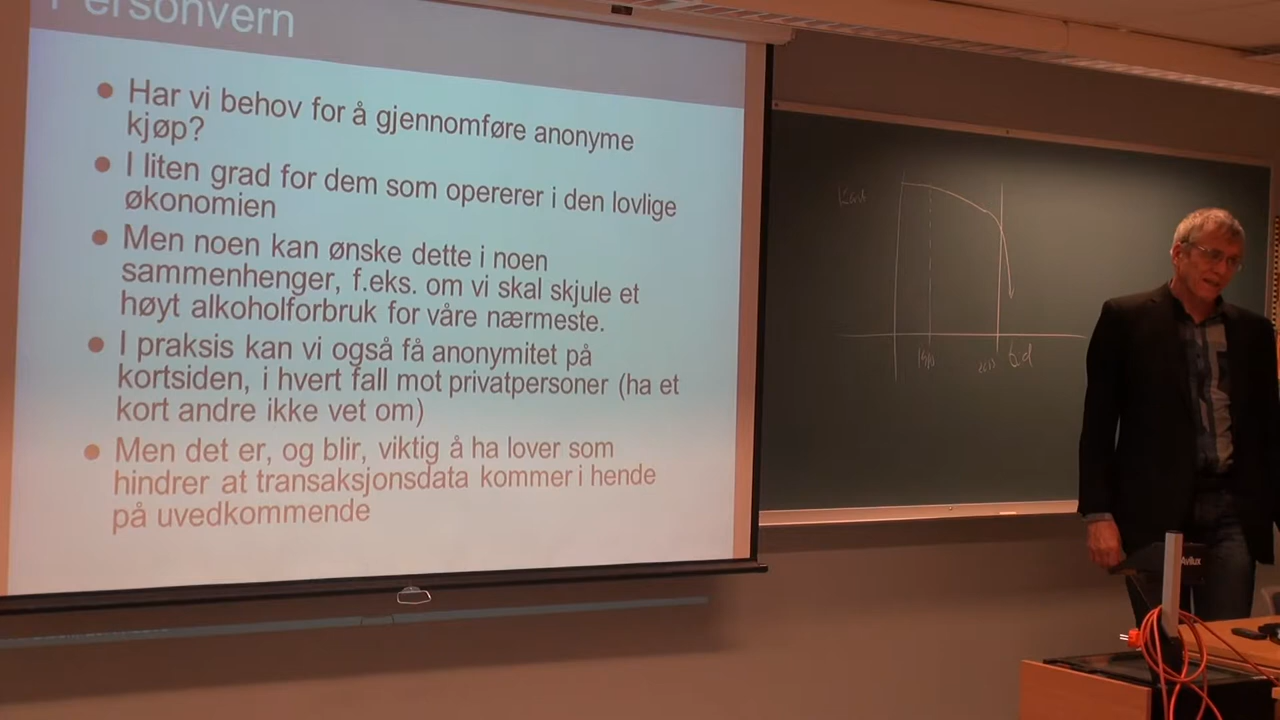 Personvern
Har vi behov for å gjennomføre anonyme
kjøp?
I liten grad for dem som opererer i den lovlige
økonomien
Men noen kan ønske dette i noen
sammenhenger, f.eks. om vi skal skjule et
høyt alkoholforbruk for våre nærmeste.
I praksis kan vi også få anonymitet på
kortsiden, i hvert fall mot privatpersoner (ha et
kort andre ikke vet om)
Men det er, og blir, viktig å ha lover som
hindrer at transaksjonsdata kommer i hende
på uvedkommende
2013
Avilux